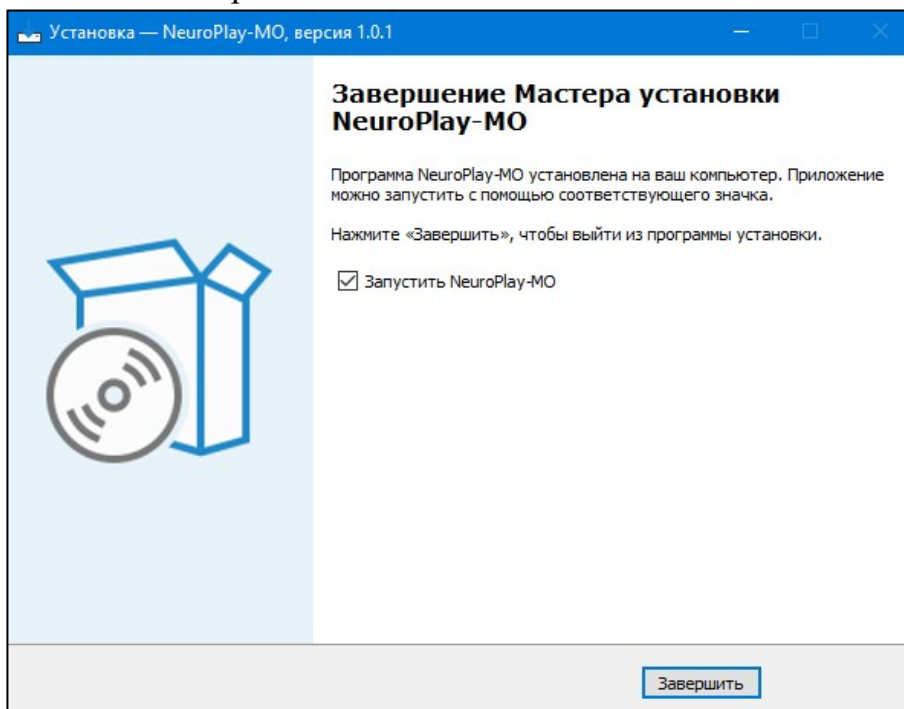 Установка — NeuroPlay-MO, версия 1.0.1
Завершение Мастера установки
NeuroPlay-MO
Программа NeuroPlay-MO установлена на ваш компьютер. Приложение
можно запустить с помощью соответствующего значка.
Нажмите «Завершить», чтобы выйти из программы установки.
Запустить NeuroPlay-MO
Завершить